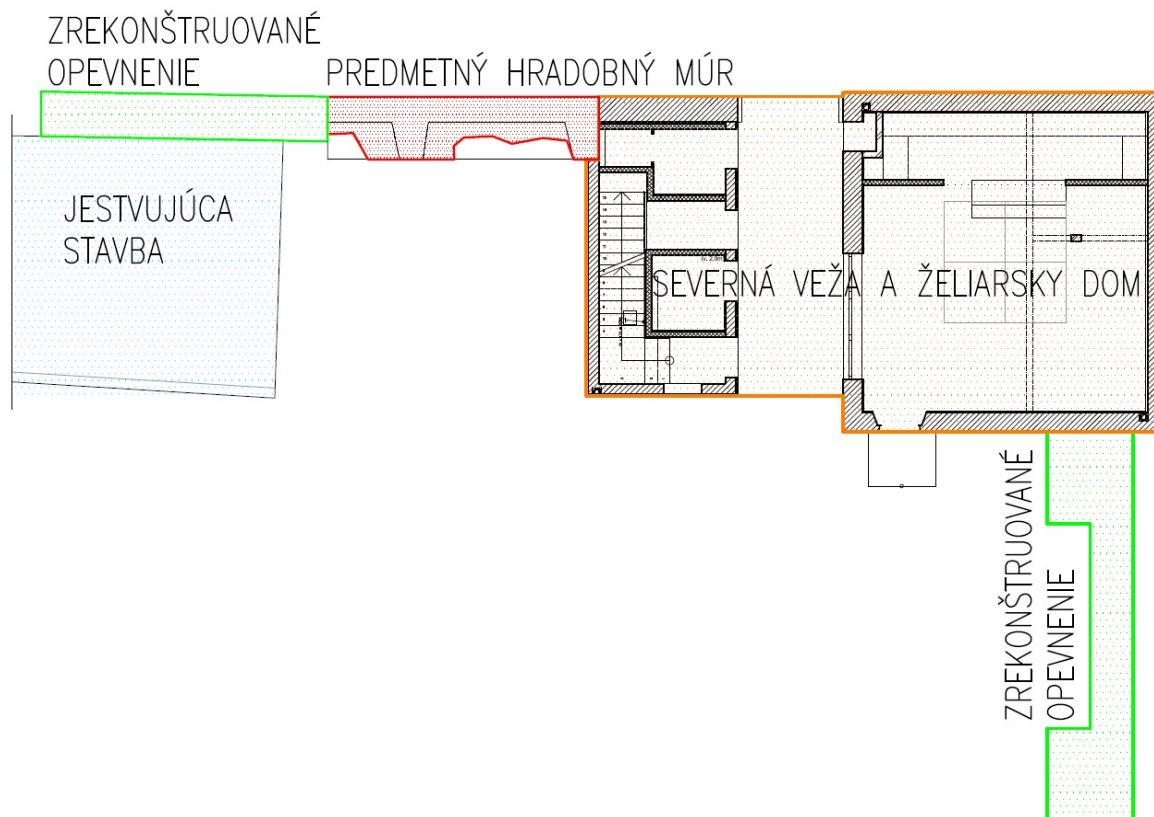 ZREKONŠTRUOVANÉ
OPEVNENIE
PREDMETNÝ HRADOBNÝ MÚR
JESTVUJÚCA
STAVBA
SEVERNÁ VEŽA A ŽELIARSKY DOM
ZREKONŠTRUOVANÉ
OPEVNENIE